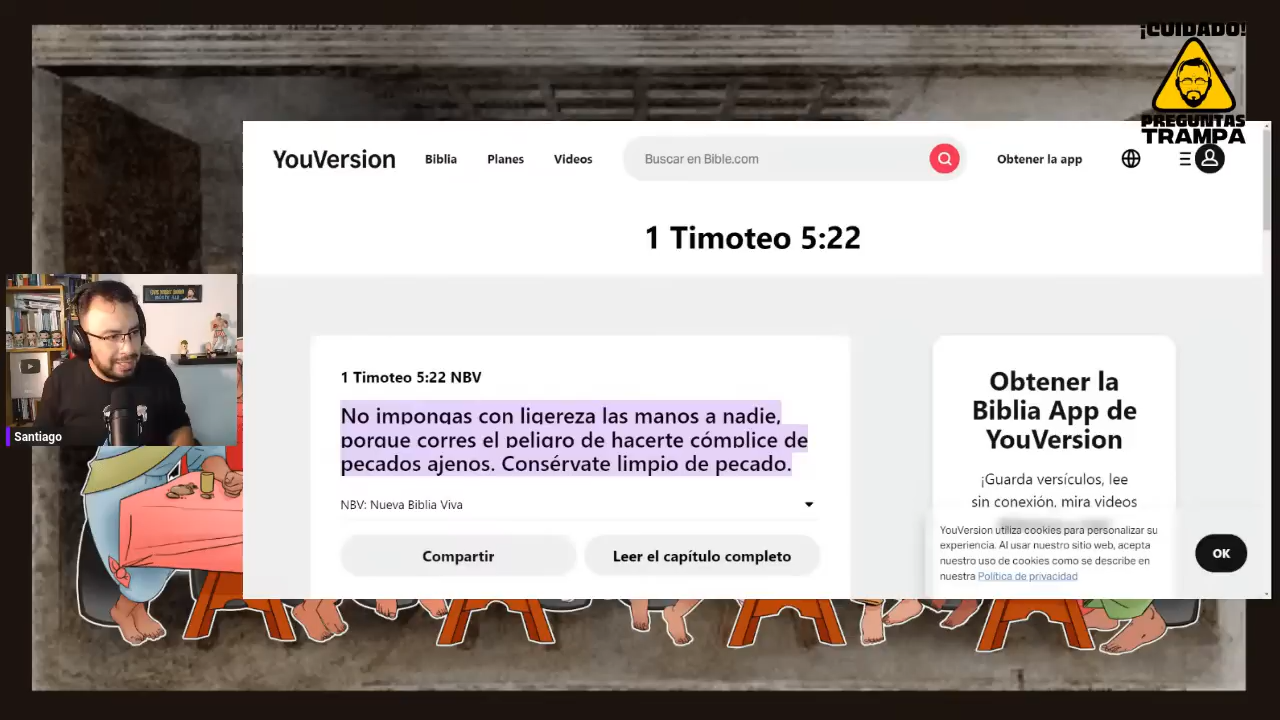 ¡CUIDADO!
PREGUNTAS
TRAMPA
YouVersion
Biblia
Planes
Videos
Buscar en Bible.com
Obtener la app
1 Timoteo 5:22
1 Timoteo 5:22 NBV
No impongas con ligereza las manos a nadie,
porque corres el peligro de hacerte cómplice de
pecados ajenos. Consérvate limpio de pecado.
NBV: Nueva Biblia Viva
Compartir
Leer el capítulo completo
Obtener la
Biblia App de
YouVersion
¡Guarda versículos, lee
sin conexión, mira videos
YouVersion utiliza cookies para personalizar su
experiencia. Al usar nuestro sitio web, acepta
nuestro uso de cookies como se describe en
nuestra Política de privacidad
OK
Santiago